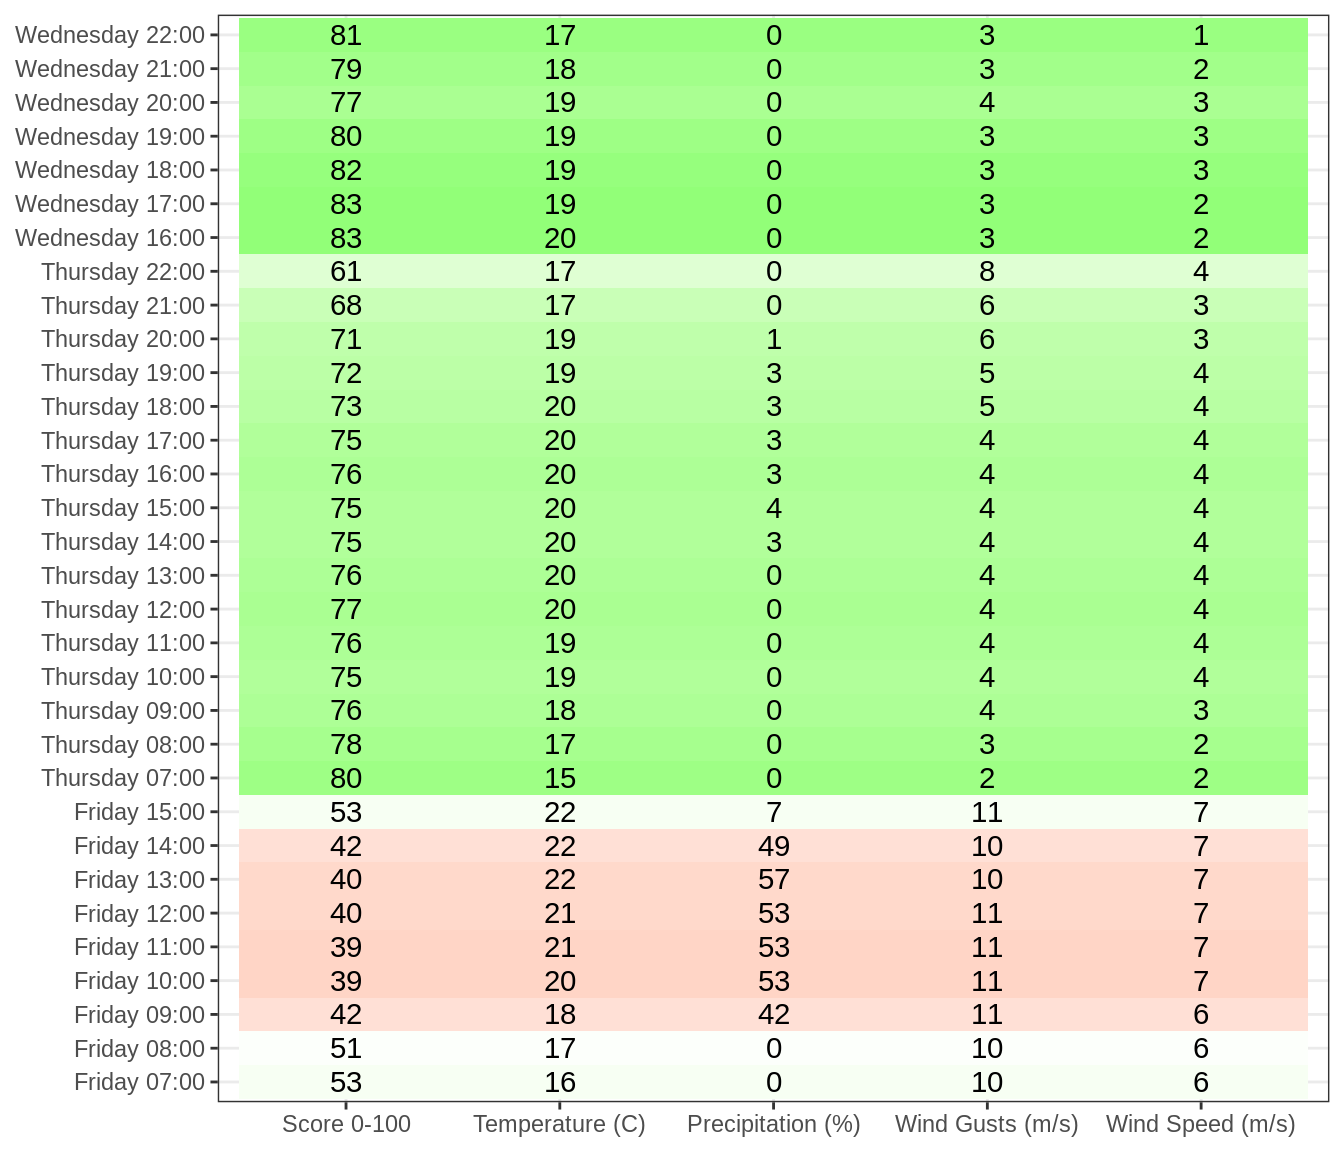 Wednesday 22:00 81 17 0 3 1
Wednesday 21:00 79 18 0 3 2
Wednesday 20:00 77 19 0 4 3
Wednesday 19:00 80 19 0 3 3
Wednesday 18:00 82 19 0 3 3
Wednesday 17:00 83 19 0 3 2
Wednesday 16:00 83 20 0 3 2
Thursday 22:00 61 17 0 8 4
Thursday 21:00 68 17 0 6 3
Thursday 20:00 71 19 1 6 3
Thursday 19:00 72 19 3 5 4
Thursday 18:00 73 20 3 5 4
Thursday 17:00 75 20 3 4 4
Thursday 16:00 76 20 3 4 4
Thursday 15:00 75 20 4 4 4
Thursday 14:00 75 20 3 4 4
Thursday 13:00 76 20 0 4 4
Thursday 12:00 77 20 0 4 4
Thursday 11:00 76 19 0 4 4
Thursday 10:00 75 19 0 4 4
Thursday 09:00 76 18 0 4 3
Thursday 08:00 78 17 0 3 2
Thursday 07:00 80 15 0 2 2
Friday 15:00 53 22 7 11 7
Friday 14:00 42 22 49 10 7
Friday 13:00 40 22 57 10 7
Friday 12:00 40 21 53 11 7
Friday 11:00 39 21 53 11 7
Friday 10:00 39 20 53 11 7
Friday 09:00 42 18 42 11 6
Friday 08:00 51 17 0 10 6
Friday 07:00 53 16 0 10 6
Score 0-100 Temperature (C) Precipitation (%) Wind Gusts (m/s) Wind Speed (m/s)